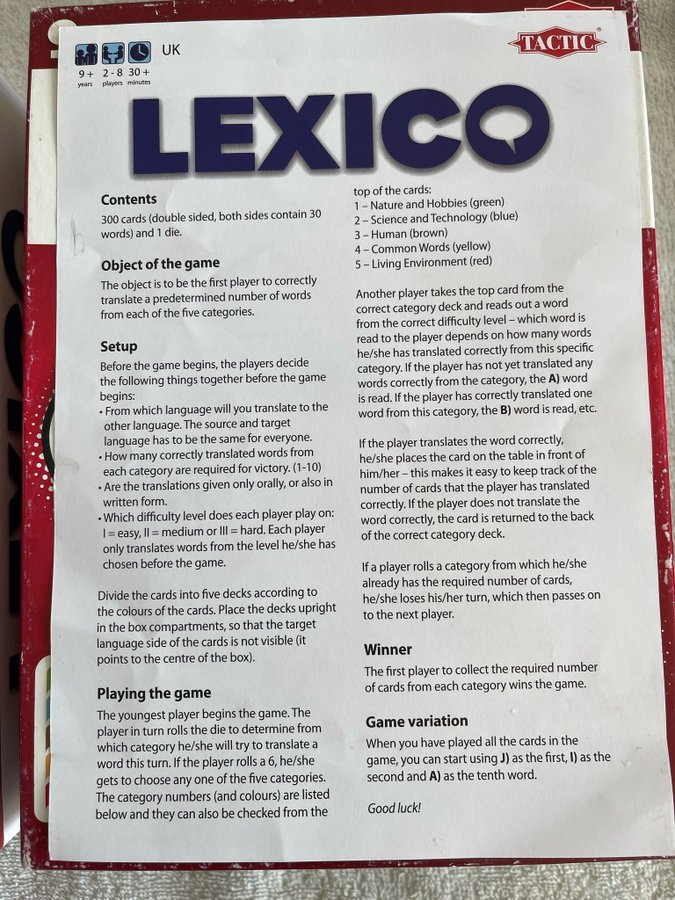 TACTIC®
UK
9 + 2 - 8 30 +
years players minutes
LEXICO
Contents
300 cards (double sided, both sides contain 30
words) and 1 die.
Object of the game
The object is to be the first player to correctly
translate a predetermined number of words
from each of the five categories.
Setup
Before the game begins, the players decide
the following things together before the game
begins:
• From which language will you translate to the
other language. The source and target
language has to be the same for everyone.
• How many correctly translated words from
each category are required for victory. (1-10)
• Are the translations given only orally, or also in
written form.
• Which difficulty level does each player play on:
I = easy, II = medium or III = hard. Each player
only translates words from the level he/she has
chosen before the game.
Divide the cards into five decks according to
the colours of the cards. Place the decks upright
in the box compartments, so that the target
language side of the cards is not visible (it
points to the centre of the box).
Playing the game
The youngest player begins the game. The
player in turn rolls the die to determine from
which category he/she will try to translate a
word this turn. If the player rolls a 6, he/she
gets to choose any one of the five categories.
The category numbers (and colours) are listed
below and they can also be checked from the
top of the cards:
1 – Nature and Hobbies (green)
2 – Science and Technology (blue)
3 – Human (brown)
4 – Common Words (yellow)
5 – Living Environment (red)
Another player takes the top card from the
correct category deck and reads out a word
from the correct difficulty level – which word is
read to the player depends on how many words
he/she has translated correctly from this specific
category. If the player has not yet translated any
words correctly from the category, the A) word
is read. If the player has correctly translated one
word from this category, the B) word is read, etc.
If the player translates the word correctly,
he/she places the card on the table in front of
him/her – this makes it easy to keep track of the
number of cards that the player has translated
correctly. If the player does not translate the
word correctly, the card is returned to the back
of the correct category deck.
If a player rolls a category from which he/she
already has the required number of cards,
he/she loses his/her turn, which then passes on
to the next player.
Winner
The first player to collect the required number
of cards from each category wins the game.
Game variation
When you have played all the cards in the
game, you can start using J) as the first, I) as the
second and A) as the tenth word.
Good luck!